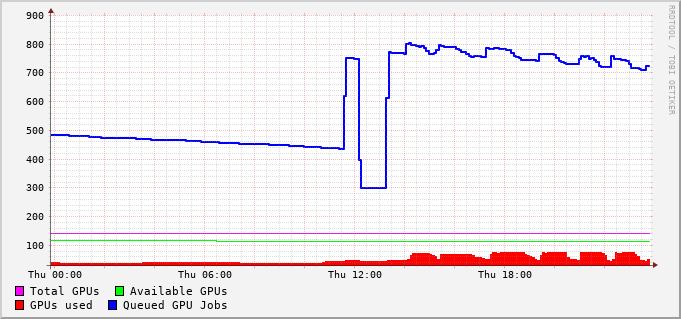 900
800
700
600
500
400
300
200
100
Thu 00:00 Thu 06:00 Thu 12:00 Thu 18:00
Total GPUs Available GPUs
GPUs used Queued GPU Jobs
RRDTOOL / TOBI OETIKER